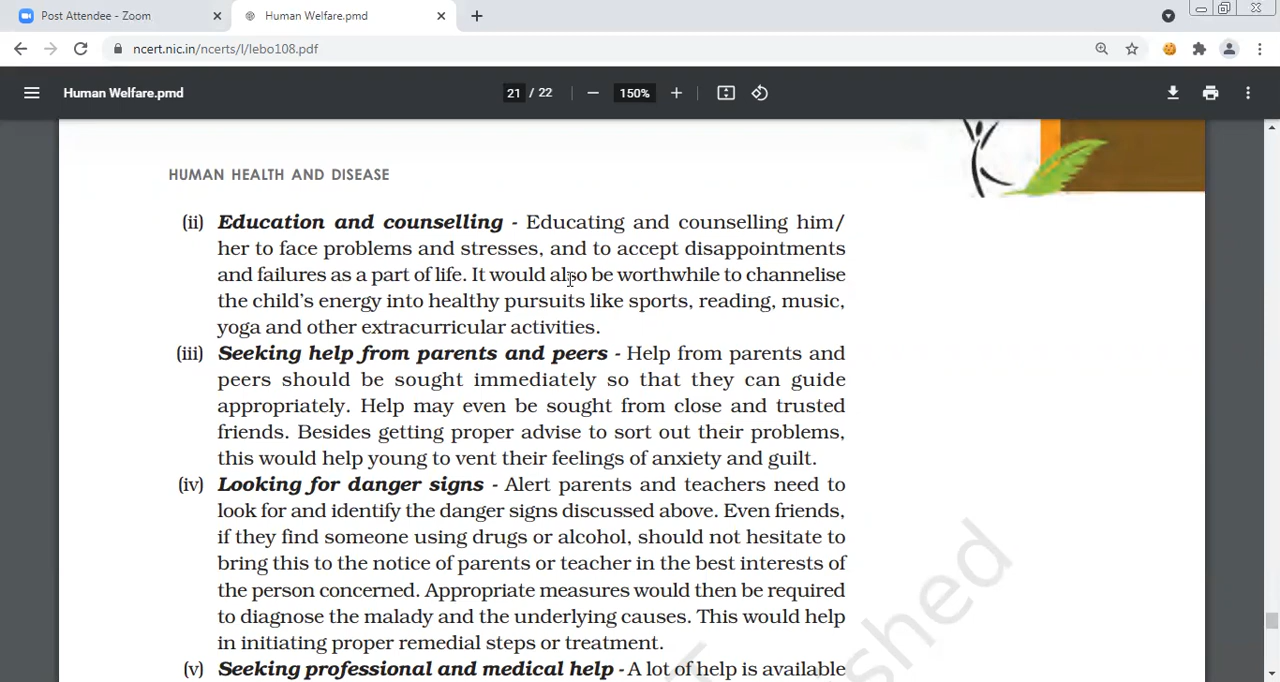 Post Attendee - Zoom
Human Welfare.pmd
ncert.nic.in/ncerts/l/lebo108.pdf
Human Welfare.pmd
21 / 22
150%
HUMAN HEALTH AND DISEASE
(ii) Education and counselling - Educating and counselling him/
her to face problems and stresses, and to accept disappointments
and failures as a part of life. It would also be worthwhile to channelise
the child's energy into healthy pursuits like sports, reading, music,
yoga and other extracurricular activities.
(iii) Seeking help from parents and peers - Help from parents and
peers should be sought immediately so that they can guide
appropriately. Help may even be sought from close and trusted
friends. Besides getting proper advise to sort out their problems,
this would help young to vent their feelings of anxiety and guilt.
(iv) Looking for danger signs - Alert parents and teachers need to
look for and identify the danger signs discussed above. Even friends,
if they find someone using drugs or alcohol, should not hesitate to
bring this to the notice of parents or teacher in the best interests of
the person concerned. Appropriate measures would then be required
to diagnose the malady and the underlying causes. This would help
in initiating proper remedial steps or treatment.
(v) Seeking professional and medical help - A lot of help is available